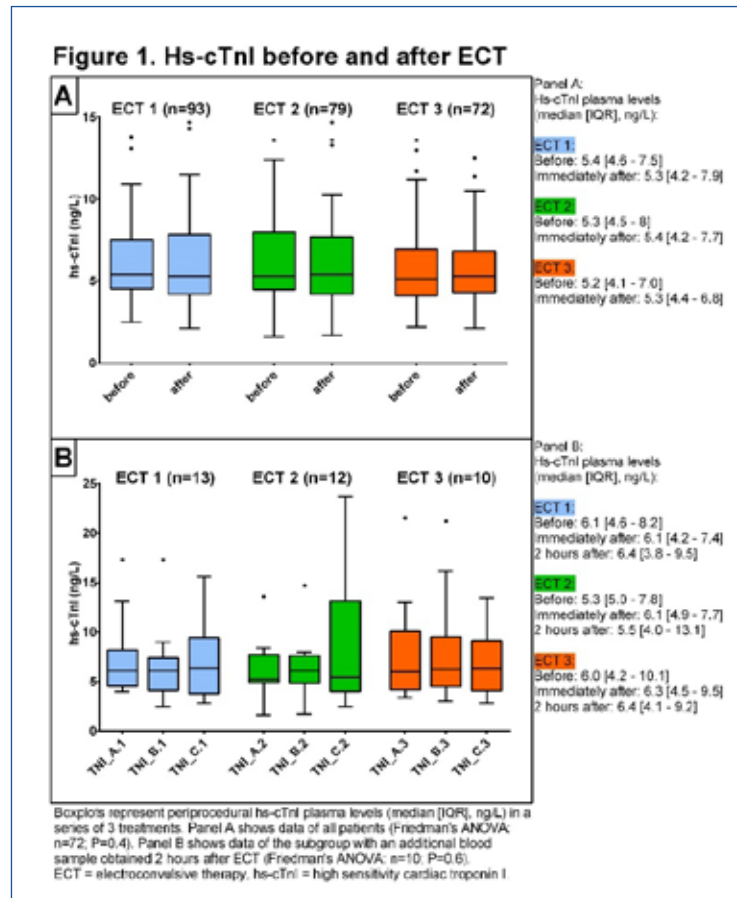 Figure 1. Hs-cTnI before and after ECT
A
ECT 1 (n=93)
ECT 2 (n=79)
ECT 3 (n=72)
15
10
5
0
hs-cTnI (ng/L)
before
after
before
after
before
after
Panel A:
Hs-cTnI plasma levels
(median [IQR], ng/L):
ECT 1:
Before: 5.4 [4.6 - 7.5]
Immediately after: 5.3 [4.2 - 7.9]
ECT 2:
Before: 5.3 [4.5 - 8]
Immediately after: 5.4 [4.2 - 7.7]
ECT 3:
Before: 5.2 [4.1 - 7.0]
Immediately after: 5.3 [4.4 - 6.8]
B
ECT 1 (n=13)
ECT 2 (n=12)
ECT 3 (n=10)
25
20
15
10
5
0
hs-cTnI (ng/L)
TNI_A.1
TNI_B.1
TNI_C.1
TNI_A.2
TNI_B.2
TNI_C.2
TNI_A.3
TNI_B.3
TNI_C.3
Panel B:
Hs-cTnI plasma levels
(median [IQR], ng/L):
ECT 1:
Before: 6.1 [4.6 - 8.2]
Immediately after: 6.1 [4.2 - 7.4]
2 hours after: 6.4 [3.8 - 9.5]
ECT 2:
Before: 5.3 [5.0 - 7.8]
Immediately after: 6.1 [4.9 - 7.7]
2 hours after: 5.5 [4.0 - 13.1]
ECT 3:
Before: 6.0 [4.2 - 10.1]
Immediately after: 6.3 [4.5 - 9.5]
2 hours after: 6.4 [4.1 - 9.2]
Boxplots represent periprocedural hs-cTnI plasma levels (median [IQR], ng/L) in a
series of 3 treatments. Panel A shows data of all patients (Friedman's ANOVA:
n=72; P=0.4). Panel B shows data of the subgroup with an additional blood
sample obtained 2 hours after ECT (Friedman's ANOVA: n=10; P=0.6).
ECT = electroconvulsive therapy, hs-cTnI = high sensitivity cardiac troponin I